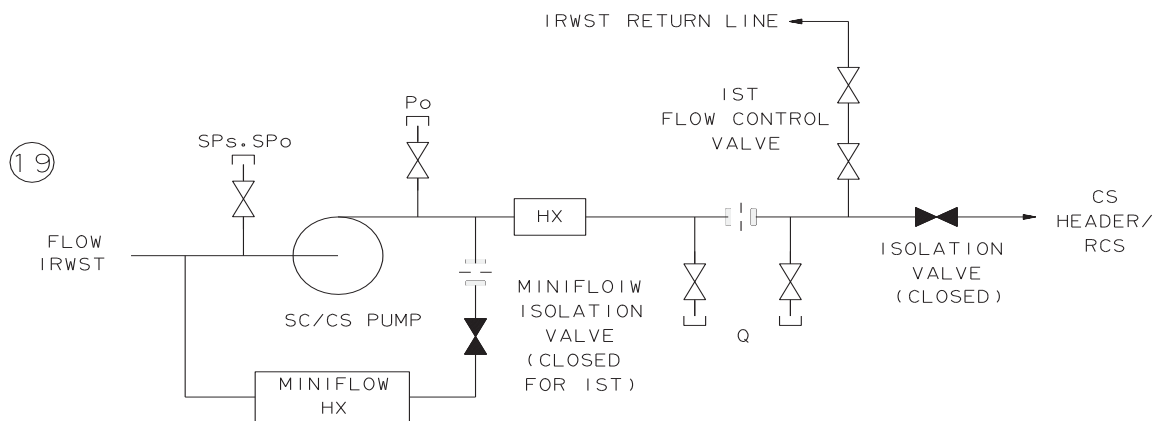 IRWST RETURN LINE
IST
FLOW CONTROL
VALVE
Po
SPs.SPo
19
HX
CS
HEADER/
RCS
FLOW
IRWST
ISOLATION
VALVE
(CLOSED)
MINIFLOIW
ISOLATION
VALVE
(CLOSED
FOR IST)
SC/CS PUMP
Q
MINIFLOW
HX